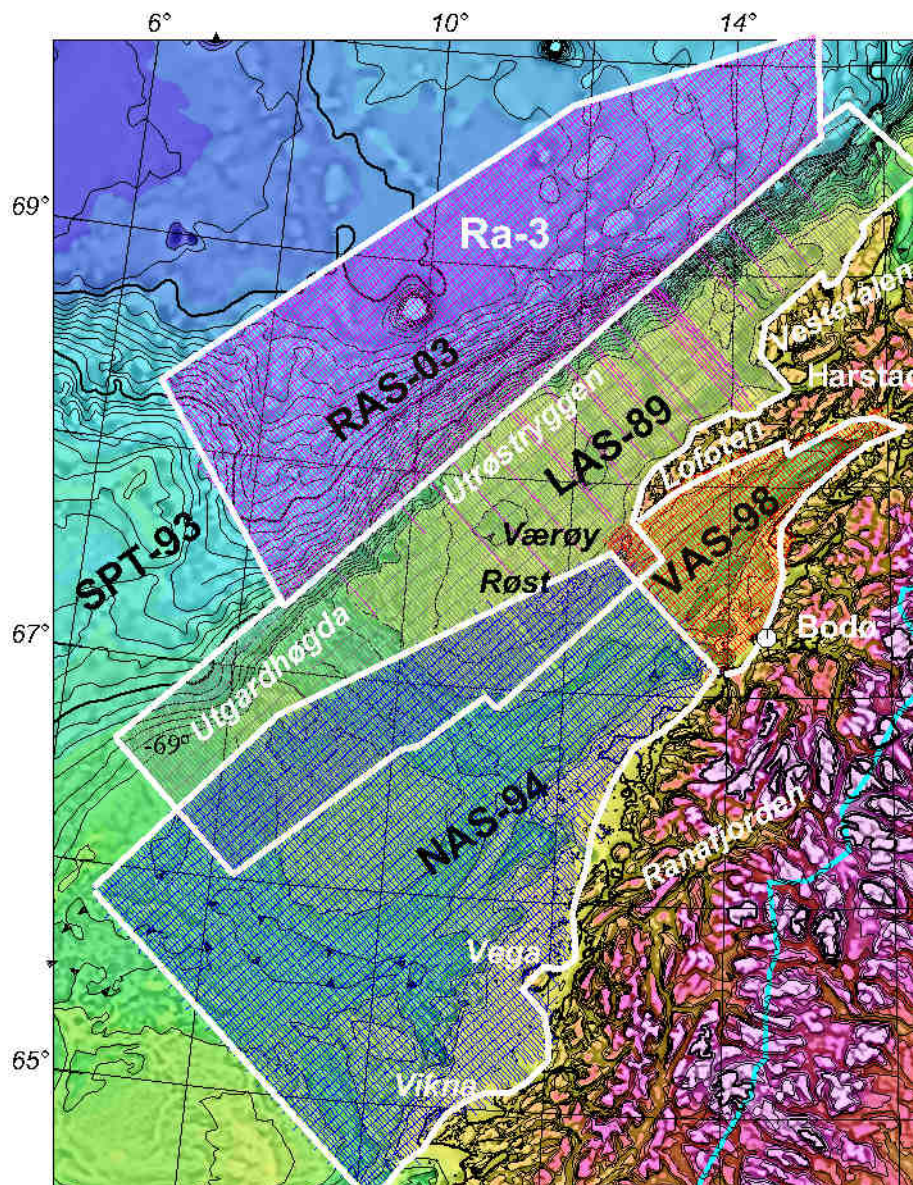 6° 10° 14°
69°
Ra-3
Vesterålen
Harstad
RAS-03
Utrøstryggen
LAS-89
Lofoten
SPT-93
Værøy
VAS-98
Røst
67°
Bodø
Utgardhøgda
-69°
NAS-94
Ranafjorden
Vega
65°
Vikna